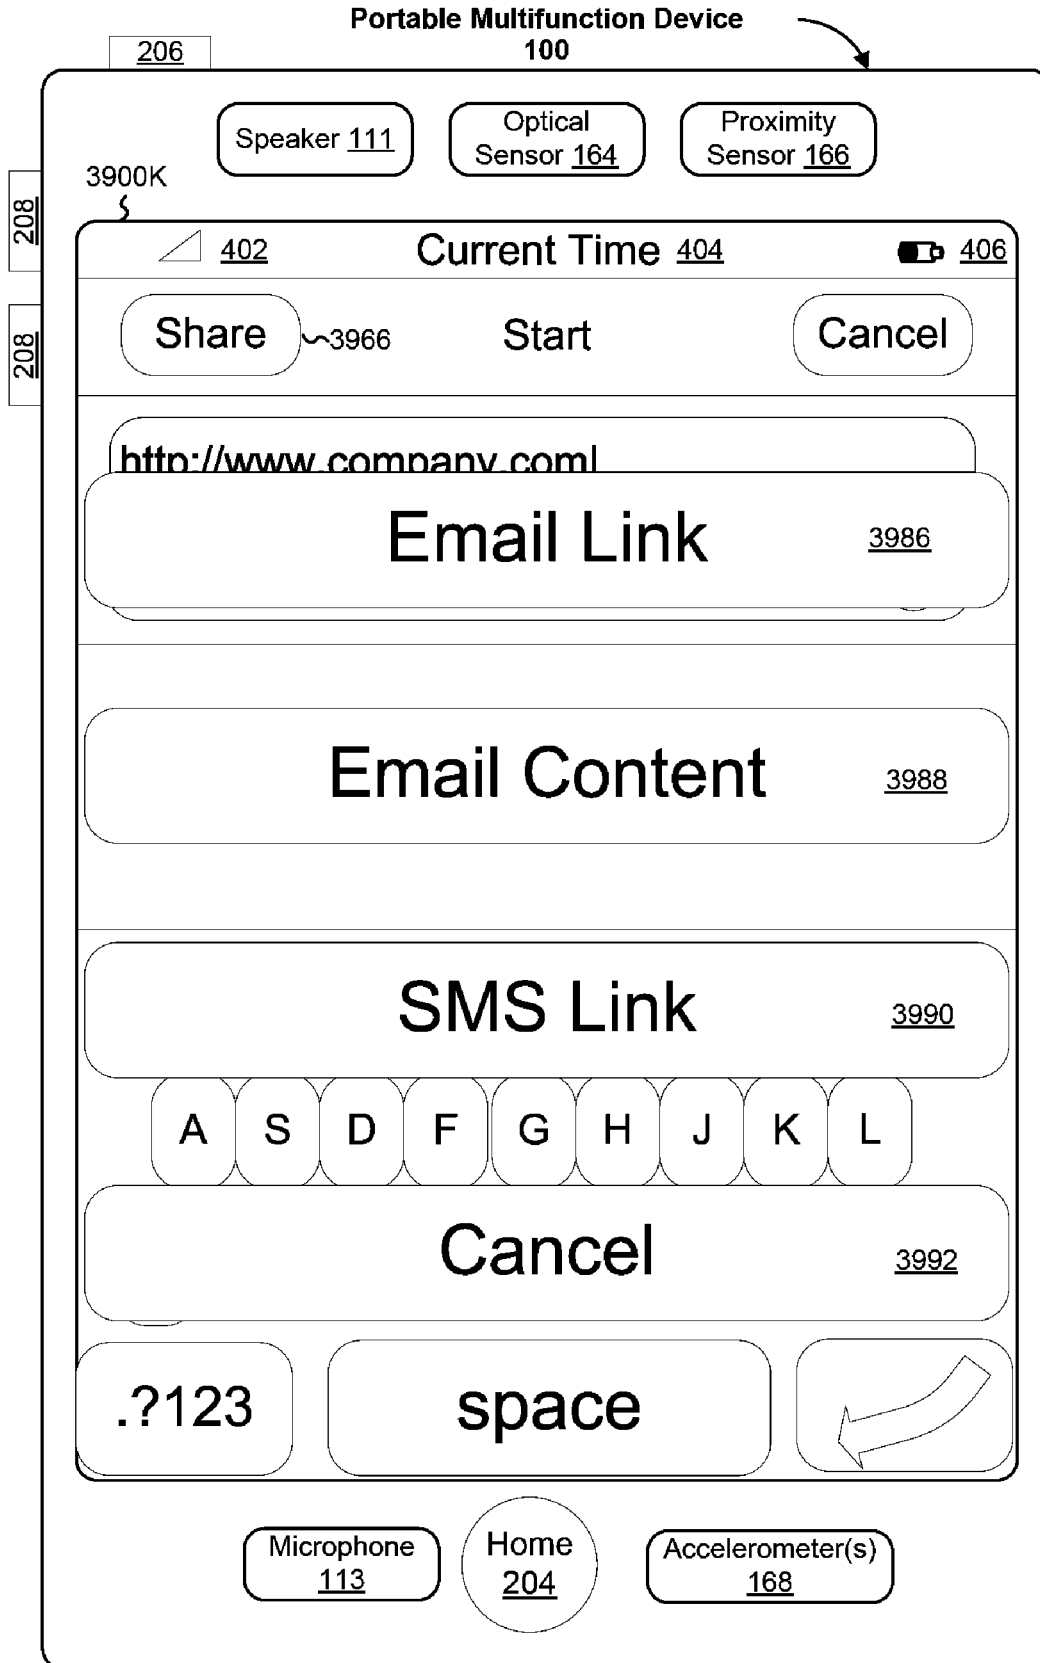 Portable Multifunction Device
100
206
Speaker 111
Optical
Sensor 164
Proximity
Sensor 166
3900K
208
208
402
Current Time 404
406
Share
3966
Start
Cancel
http://www.company.com|
Email Link 3986
Email Content 3988
SMS Link 3990
A S D F G H J K L
Cancel 3992
.?123
space
Microphone
113
Home
204
Accelerometer(s)
168